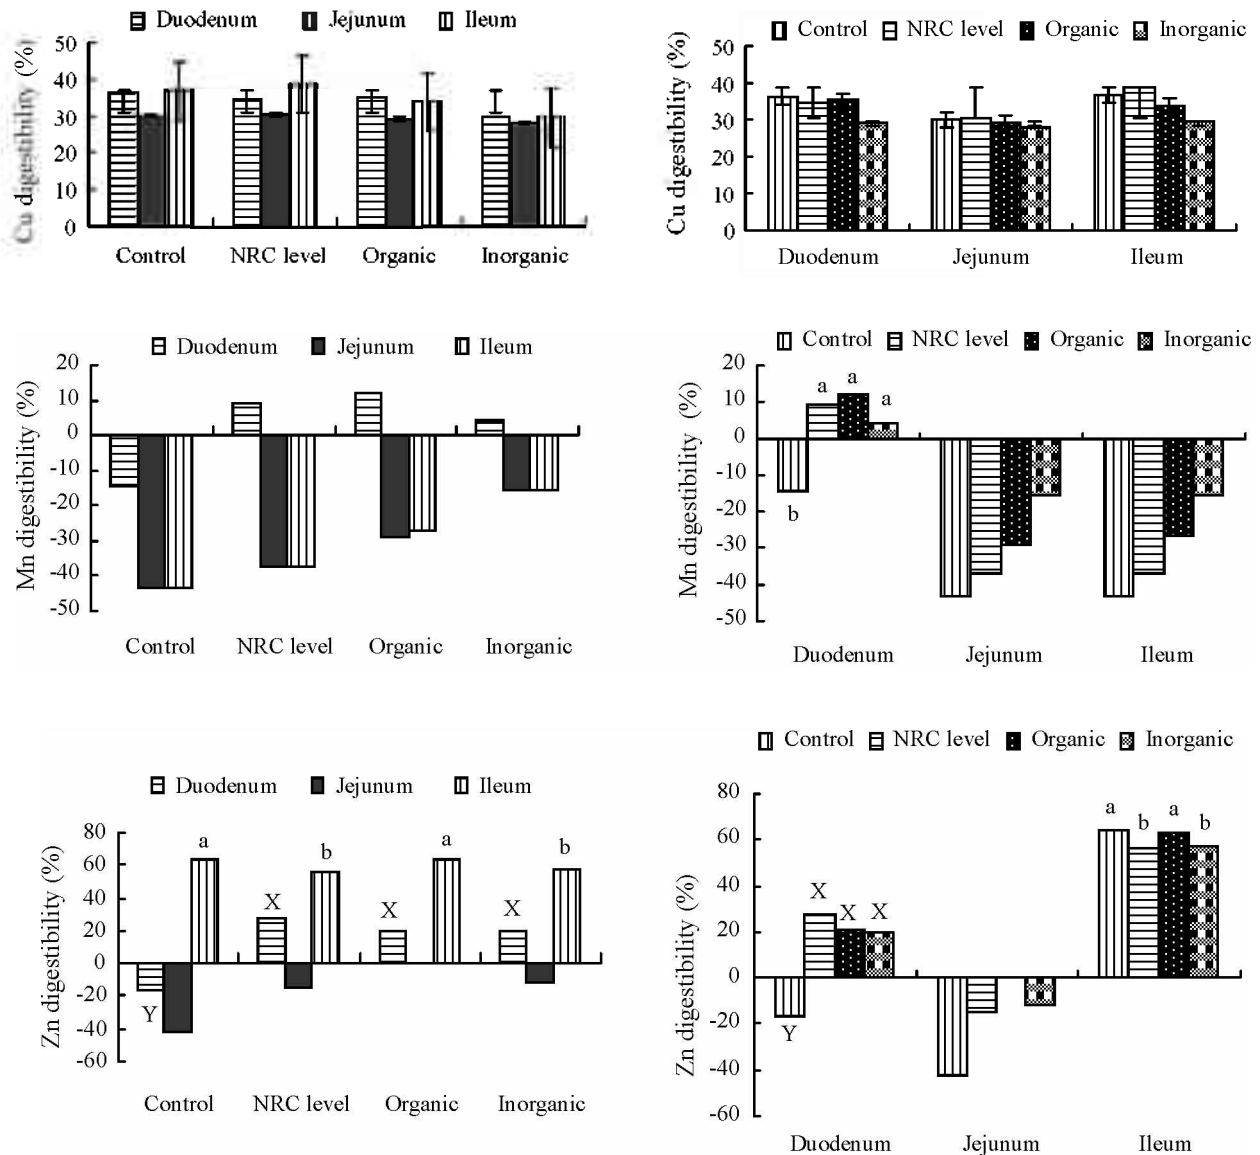 Duodenum Jejunum Ileum
Cu digestibility (%)
50
40
30
20
10
0
Control NRC level Organic Inorganic
Control NRC level Organic Inorganic
Cu digestibility (%)
50
40
30
20
10
0
Duodenum Jejunum Ileum
Duodenum Jejunum Ileum
Mn digestibility (%)
20
10
0
-10
-20
-30
-40
-50
Control NRC level Organic Inorganic
Control NRC level Organic Inorganic
Mn digestibility (%)
20
10
0
-10
-20
-30
-40
-50
a a a
b
Duodenum Jejunum Ileum
Duodenum Jejunum Ileum
Zn digestibility (%)
80
60
40
20
0
-20
-40
-60
a b a b
X X X
Y
Control NRC level Organic Inorganic
Control NRC level Organic Inorganic
Zn digestibility (%)
80
60
40
20
0
-20
-40
-60
a b a b
X X X
Y
Duodenum Jejunum Ileum